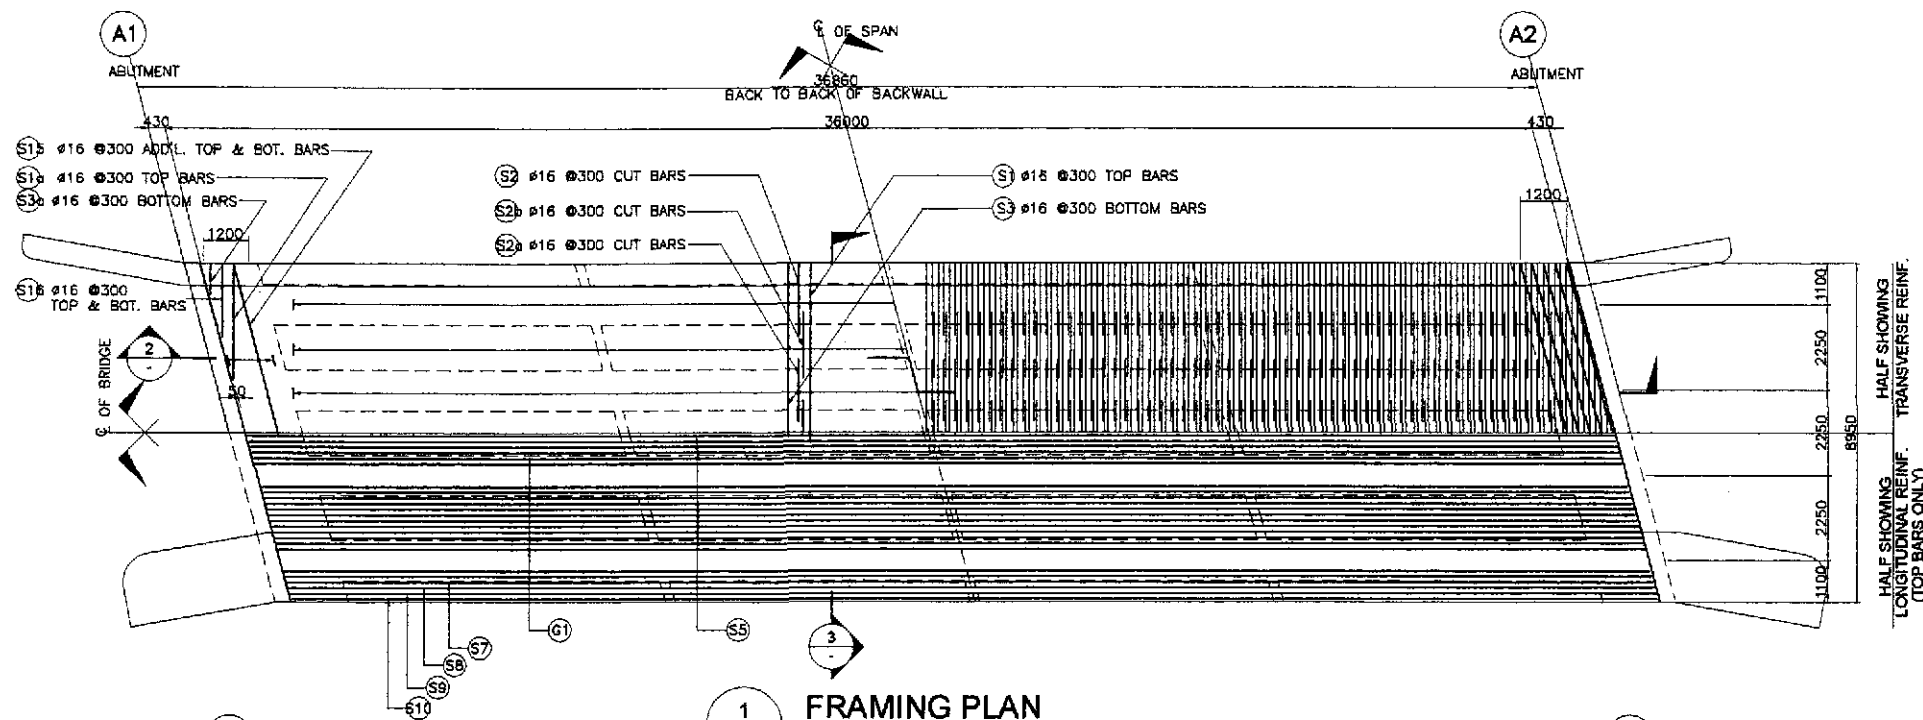 A1
ABUTMENT
℄ OF SPAN
A2
ABUTMENT
36860
BACK TO BACK OF BACKWALL
430
36000
430
S15 ø16 @300 ADD'L. TOP & BOT. BARS
S1a ø16 @300 TOP BARS
S3a ø16 @300 BOTTOM BARS
S2 ø16 @300 CUT BARS
S2b ø16 @300 CUT BARS
S2a ø16 @300 CUT BARS
S1 ø16 @300 TOP BARS
S3 ø16 @300 BOTTOM BARS
1200
1200
S16 ø16 @300
TOP & BOT. BARS
2
-
50
℄ OF BRIDGE
1100
2250
2250
2250
1100
8950
HALF SHOWING
TRANSVERSE REINF.
HALF SHOWING
LONGITUDINAL REINF.
(TOP BARS ONLY)
G1
S5
S7
S8
S9
S10
3
-
1
FRAMING PLAN